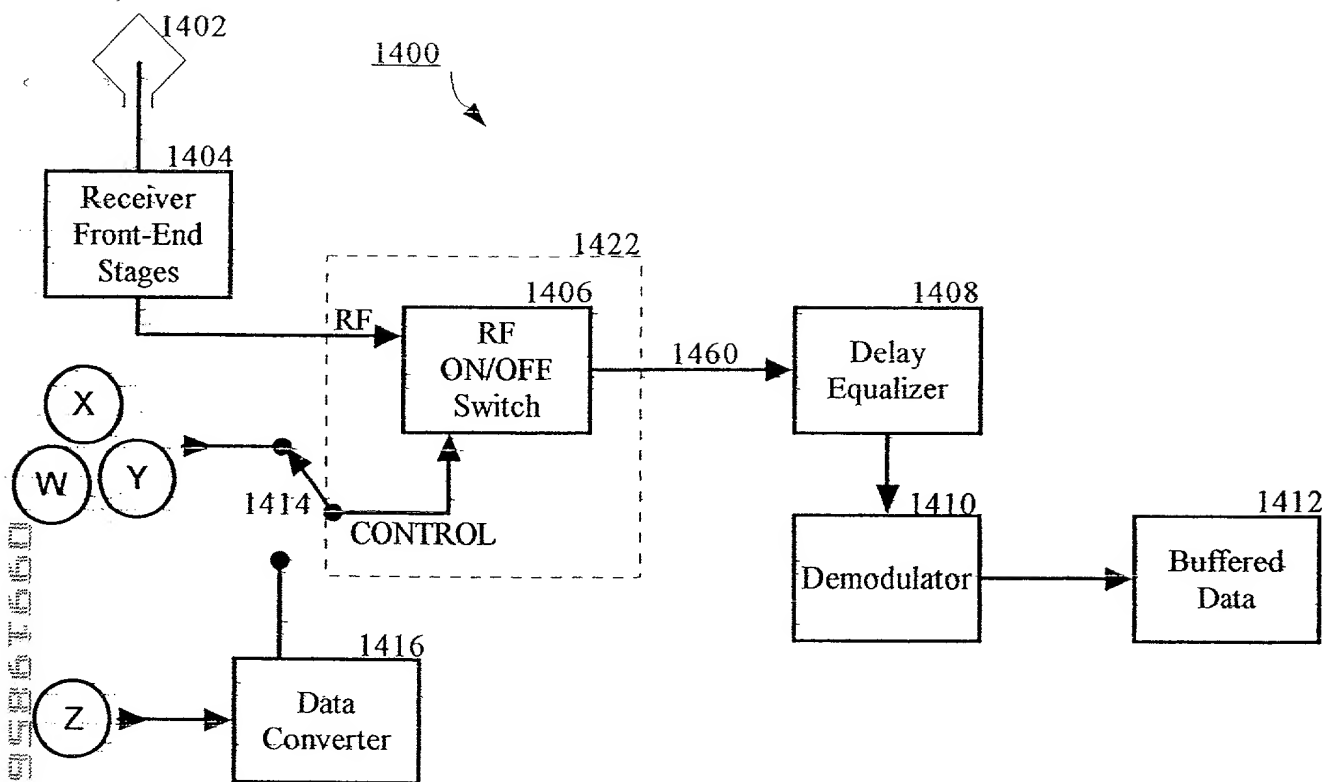 1402
1400
1404
Receiver
Front-End
Stages
1422
RF
1406
RF
ON/OFF
Switch
1460
1408
Delay
Equalizer
X
W
Y
1414
CONTROL
1410
Demodulator
1412
Buffered
Data
1416
Data
Converter
Z